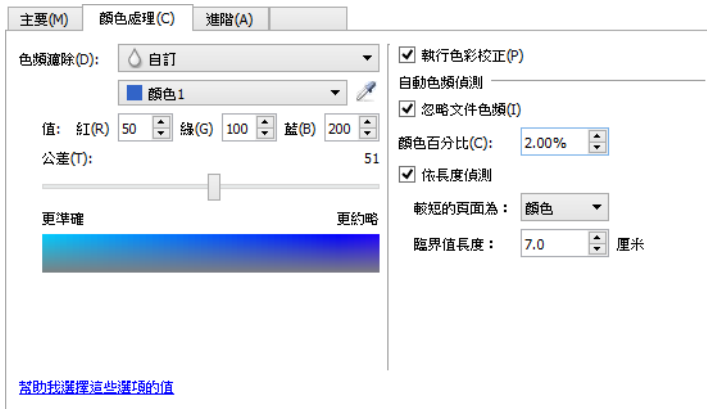 主要(M) 顏色處理(C) 進階(A)
色頻濾除(D): 自訂
顏色1
值: 紅(R) 50 綠(G) 100 藍(B) 200
公差(T): 51
更準確 更約略
幫助我選擇這些選項的值
執行色彩校正(P)
自動色頻偵測
忽略文件色頻(I)
顏色百分比(C): 2.00%
依長度偵測
較短的頁面為： 顏色
臨界值長度： 7.0 厘米